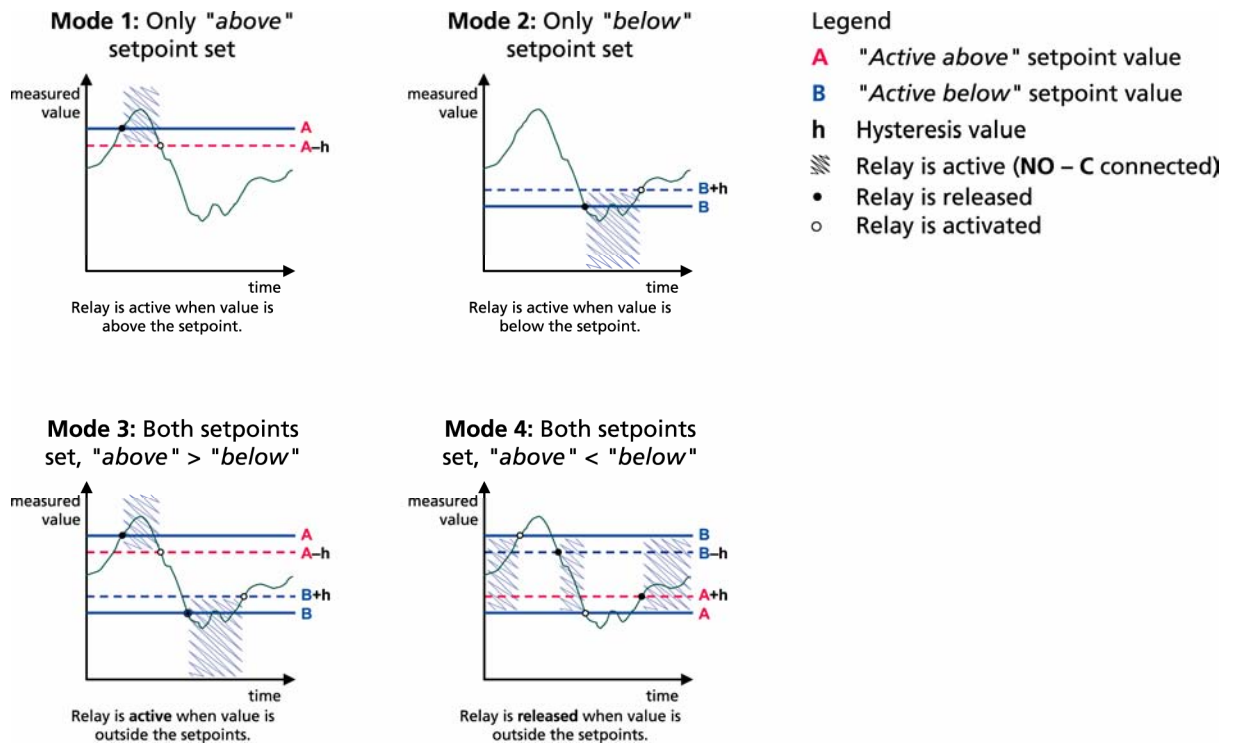 Mode 1: Only "above"
setpoint set
measured
value
A
A–h
time
Relay is active when value is
above the setpoint.
Mode 2: Only "below"
setpoint set
measured
value
B+h
B
time
Relay is active when value is
below the setpoint.
Legend
A "Active above" setpoint value
B "Active below" setpoint value
h Hysteresis value
Relay is active (NO – C connected)
Relay is released
Relay is activated
Mode 3: Both setpoints
set, "above" > "below"
measured
value
A
A–h
B+h
B
time
Relay is active when value is
outside the setpoints.
Mode 4: Both setpoints
set, "above" < "below"
measured
value
B
B–h
A+h
A
time
Relay is released when value is
outside the setpoints.